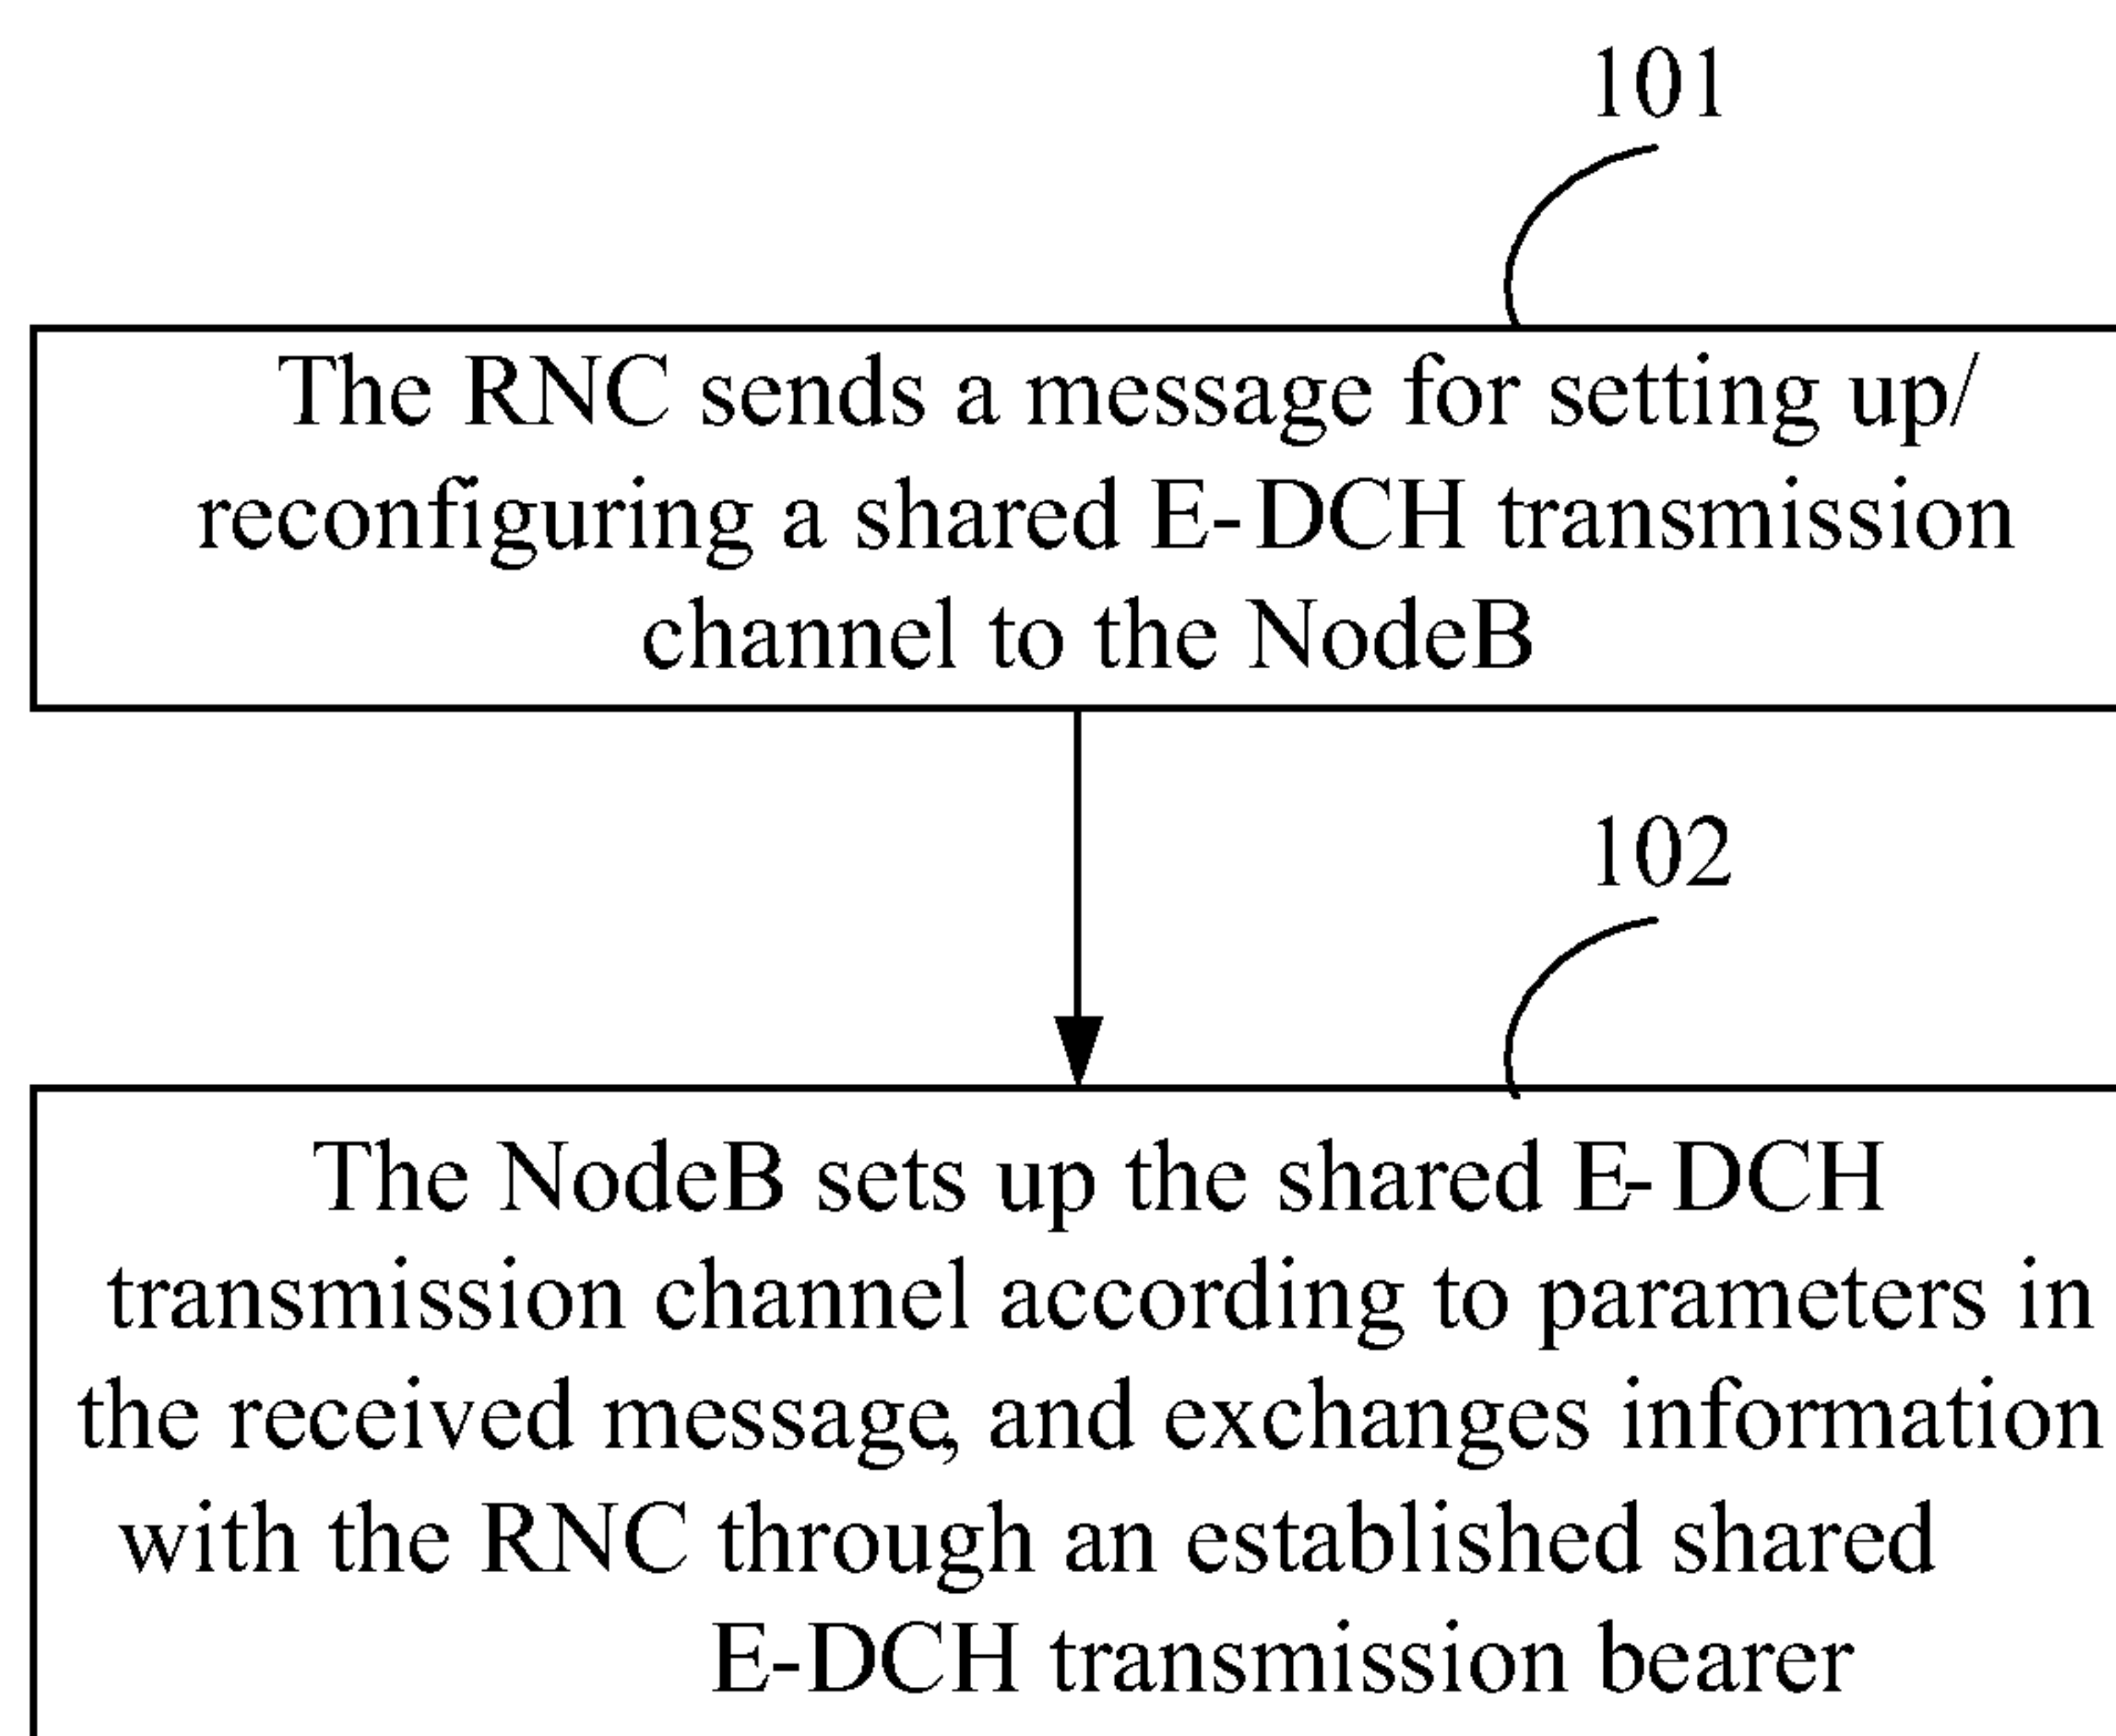 101
The RNC sends a message for setting up/
reconfiguring a shared E-DCH transmission
channel to the NodeB
102
The NodeB sets up the shared E-DCH
transmission channel according to parameters in
the received message, and exchanges information
with the RNC through an established shared
E-DCH transmission bearer